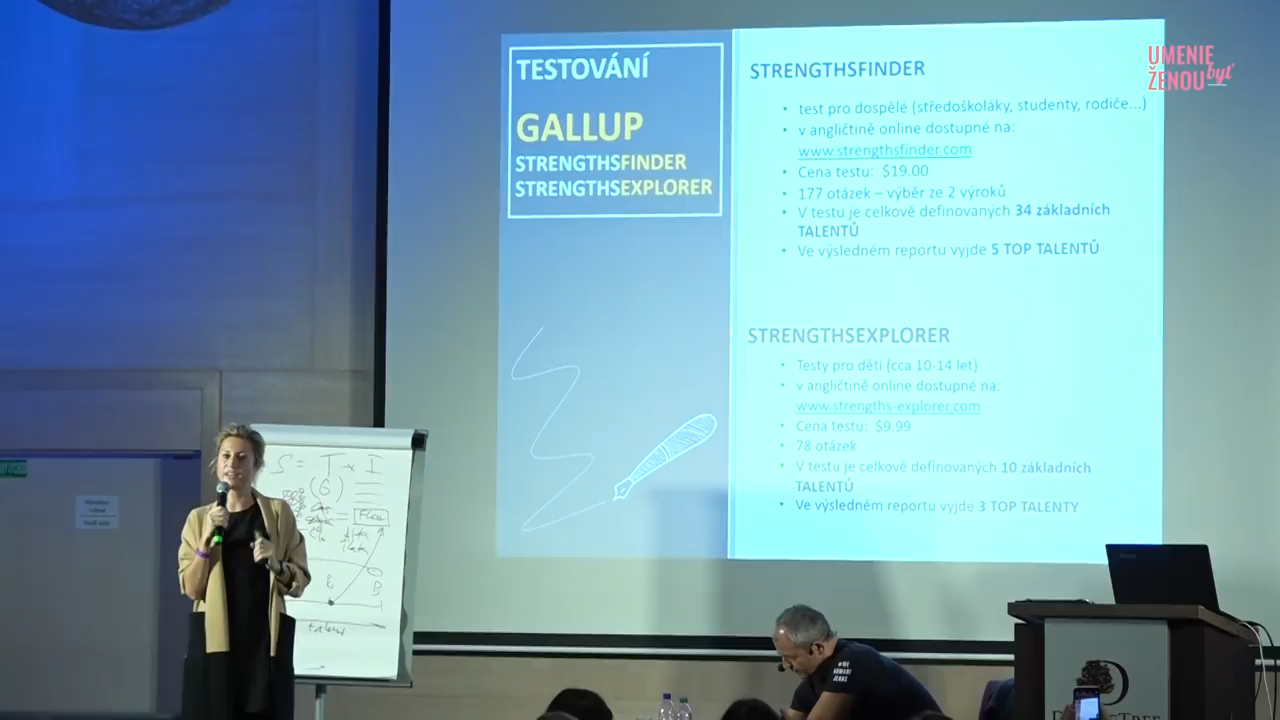 TESTOVÁNÍ
GALLUP
STRENGTHSFINDER
STRENGTHSEXPLORER
STRENGTHSFINDER
• test pro dospělé (středoškoláky, studenty, rodiče...)
• v angličtině online dostupné na:
www.strengthsfinder.com
• Cena testu: $19.00
• 177 otázek – výběr ze 2 výroků
• V testu je celkově definovaných 34 základních
TALENTŮ
• Ve výsledném reportu vyjde 5 TOP TALENTŮ
STRENGTHSEXPLORER
• Testy pro děti (cca 10-14 let)
• v angličtině online dostupné na:
www.strengths-explorer.com
• Cena testu: $9.99
• 78 otázek
• V testu je celkově definovaných 10 základních
TALENTŮ
• Ve výsledném reportu vyjde 3 TOP TALENTY
UMENIE
byť
ŽENOU
S = T x I
(6)
= FLOW
talent
JEANS
D